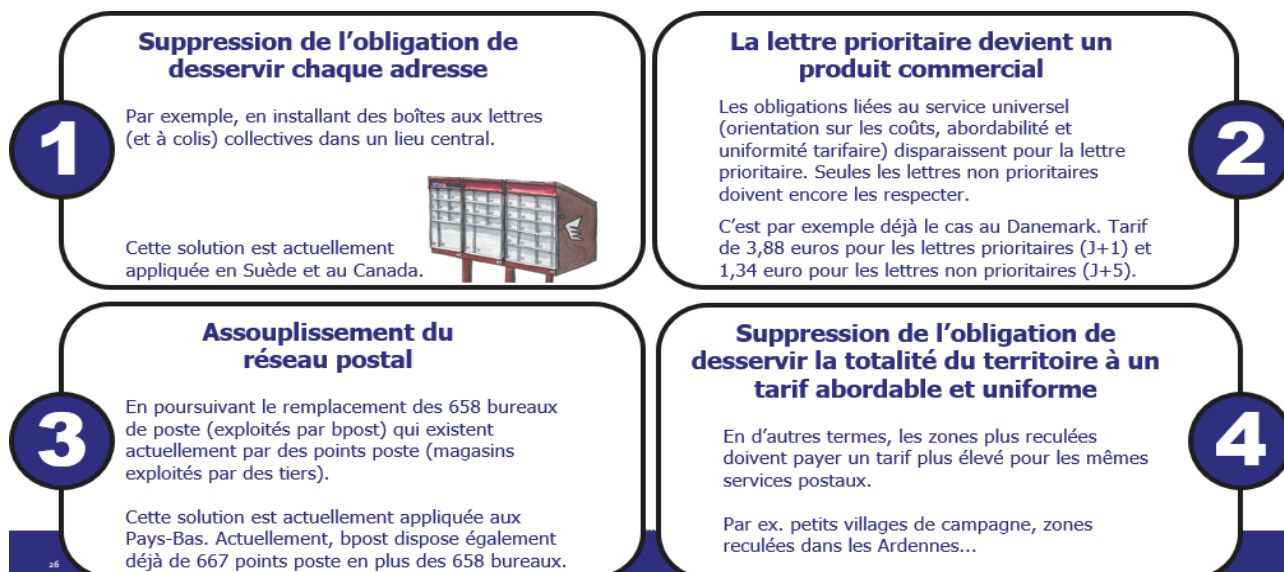 1
Suppression de l'obligation de
desservir chaque adresse
Par exemple, en installant des boîtes aux lettres
(et à colis) collectives dans un lieu central.
Cette solution est actuellement
appliquée en Suède et au Canada.
2
La lettre prioritaire devient un
produit commercial
Les obligations liées au service universel
(orientation sur les coûts, abordabilité et
uniformité tarifaire) disparaissent pour la lettre
prioritaire. Seules les lettres non prioritaires
doivent encore les respecter.
C'est par exemple déjà le cas au Danemark. Tarif
de 3,88 euros pour les lettres prioritaires (J+1) et
1,34 euro pour les lettres non prioritaires (J+5).
3
Assouplissement du
réseau postal
En poursuivant le remplacement des 658 bureaux
de poste (exploités par bpost) qui existent
actuellement par des points poste (magasins
exploités par des tiers).
Cette solution est actuellement appliquée aux
Pays-Bas. Actuellement, bpost dispose également
déjà de 667 points poste en plus des 658 bureaux.
4
Suppression de l'obligation de
desservir la totalité du territoire à un
tarif abordable et uniforme
En d'autres termes, les zones plus reculées
doivent payer un tarif plus élevé pour les mêmes
services postaux.
Par ex. petits villages de campagne, zones
reculées dans les Ardennes...
26